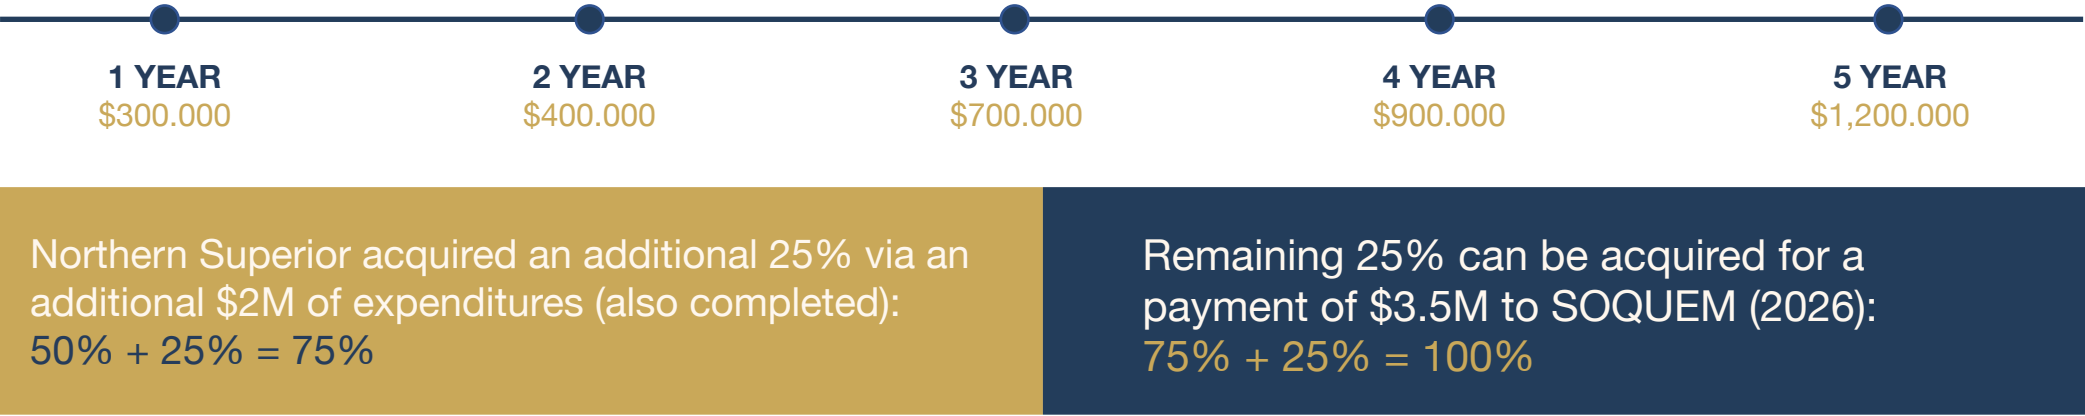 1 YEAR
$300.000
2 YEAR
$400.000
3 YEAR
$700.000
4 YEAR
$900.000
5 YEAR
$1,200.000
Northern Superior acquired an additional 25% via an
additional $2M of expenditures (also completed):
50% + 25% = 75%
Remaining 25% can be acquired for a
payment of $3.5M to SOQUEM (2026):
75% + 25% = 100%